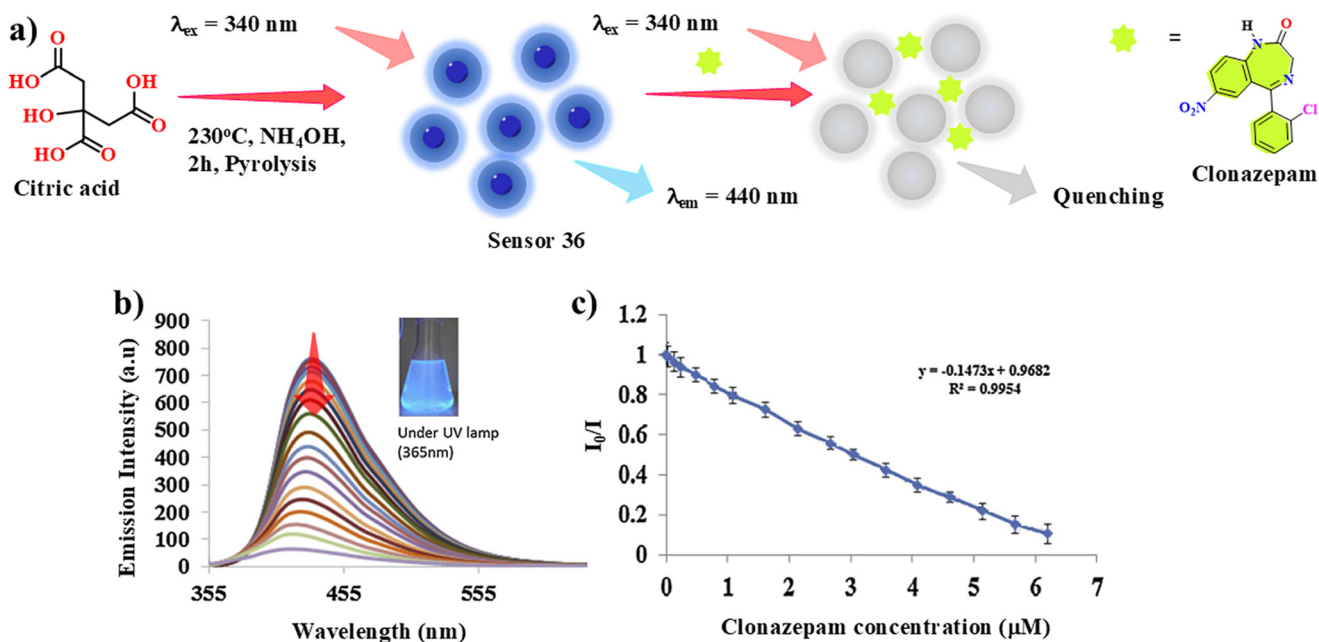 a)
λex = 340 nm
λex = 340 nm
=
H
N
O
N
O₂N
Cl
Clonazepam
O
OH
HO
OH
HO
O
HO
O
Citric acid
230°C, NH₄OH,
2h, Pyrolysis
λem = 440 nm
Quenching
Sensor 36
b)
Emission Intensity (a.u)
900
800
700
600
500
400
300
200
100
0
355
455
555
Wavelength (nm)
Under UV lamp
(365nm)
c)
I₀/I
1.2
1
0.8
0.6
0.4
0.2
0
0
1
2
3
4
5
6
7
y = -0.1473x + 0.9682
R² = 0.9954
Clonazepam concentration (μM)